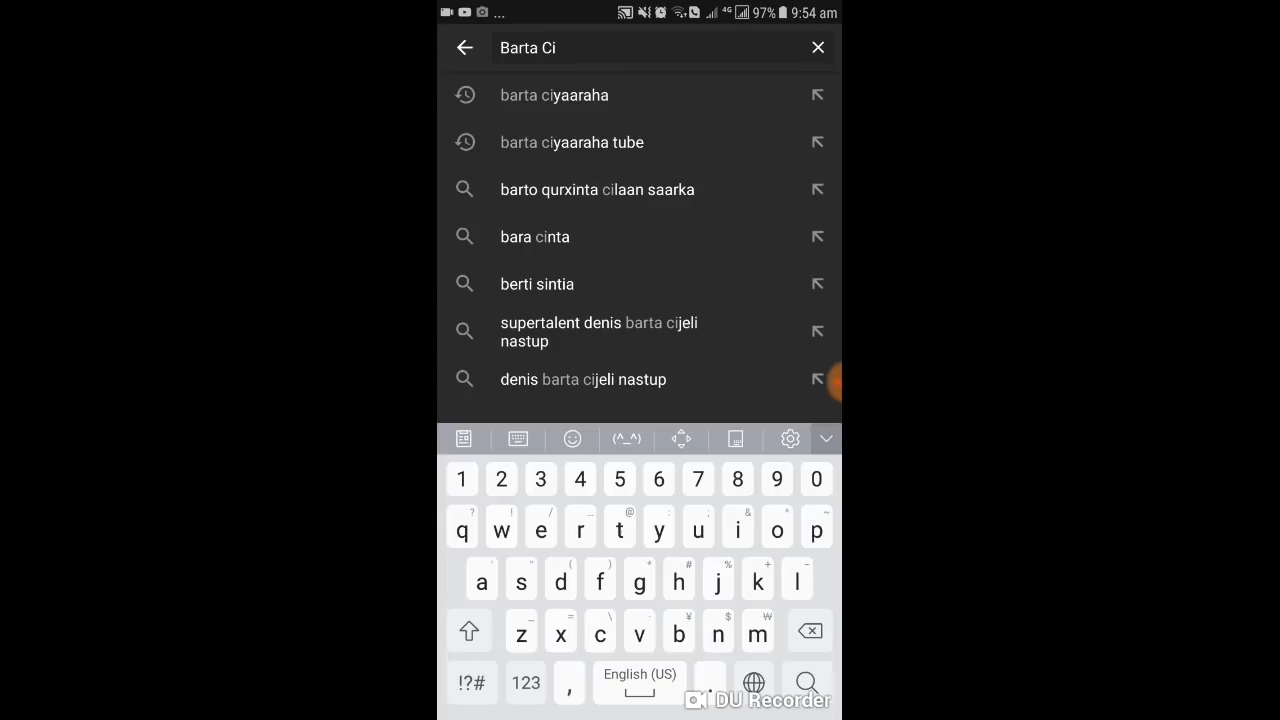 ... 4G 97% 9:54 am
Barta Ci
barta ciyaaraha
barta ciyaaraha tube
barto qurxinta cilaan saarka
bara cinta
berti sintia
supertalent denis barta cijeli
nastup
denis barta cijeli nastup
(^_^)
1 2 3 4 5 6 7 8 9 0
q w e r t y u i o p
a s d f g h j k l
z x c v b n m
!?# 123 , English (US) .
DU Recorder